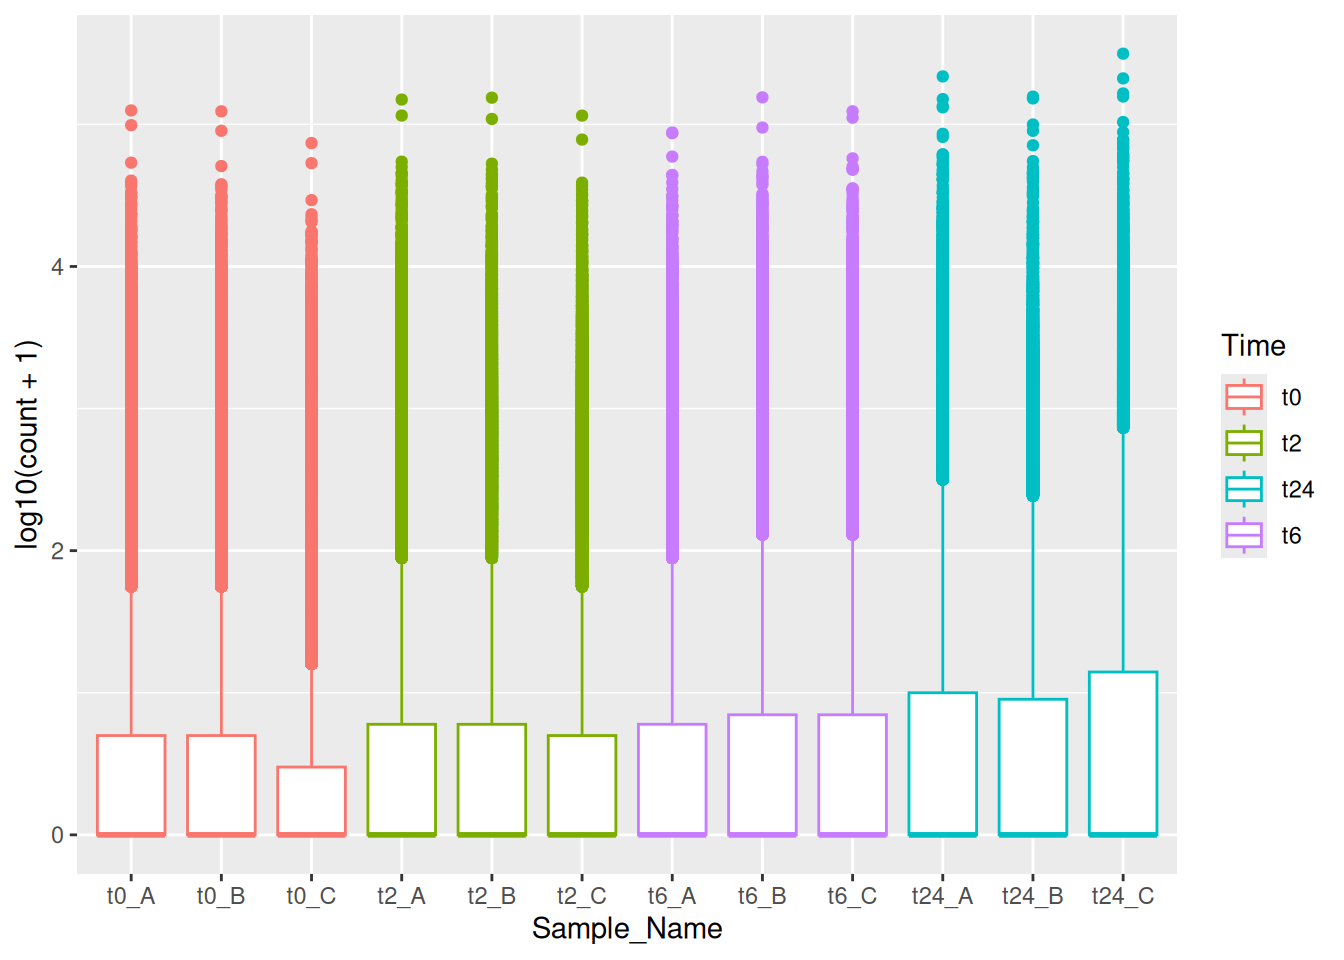 log10(count + 1)
4
2
0
t0_A t0_B t0_C t2_A t2_B t2_C t6_A t6_B t6_C t24_A t24_B t24_C
Sample_Name
Time
t0
t2
t24
t6